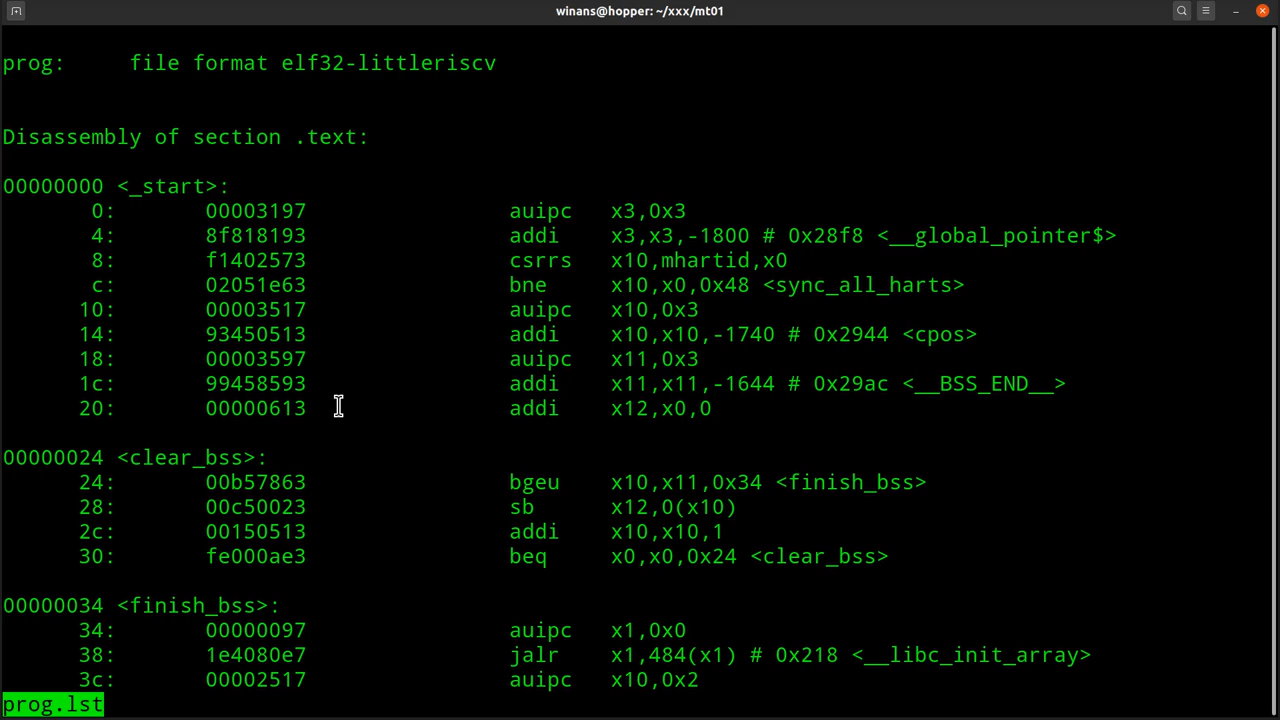 winans@hopper: ~/xxx/mt01
prog:     file format elf32-littleriscv
Disassembly of section .text:
00000000 <_start>:
0:       00003197                auipc   x3,0x3
4:       8f818193                addi    x3,x3,-1800 # 0x28f8 <__global_pointer$>
8:       f1402573                csrrs   x10,mhartid,x0
c:       02051e63                bne     x10,x0,0x48 <sync_all_harts>
10:       00003517                auipc   x10,0x3
14:       93450513                addi    x10,x10,-1740 # 0x2944 <cpos>
18:       00003597                auipc   x11,0x3
1c:       99458593                addi    x11,x11,-1644 # 0x29ac <__BSS_END__>
20:       00000613                addi    x12,x0,0
00000024 <clear_bss>:
24:       00b57863                bgeu    x10,x11,0x34 <finish_bss>
28:       00c50023                sb      x12,0(x10)
2c:       00150513                addi    x10,x10,1
30:       fe000ae3                beq     x0,x0,0x24 <clear_bss>
00000034 <finish_bss>:
34:       00000097                auipc   x1,0x0
38:       1e4080e7                jalr    x1,484(x1) # 0x218 <__libc_init_array>
3c:       00002517                auipc   x10,0x2
prog.lst